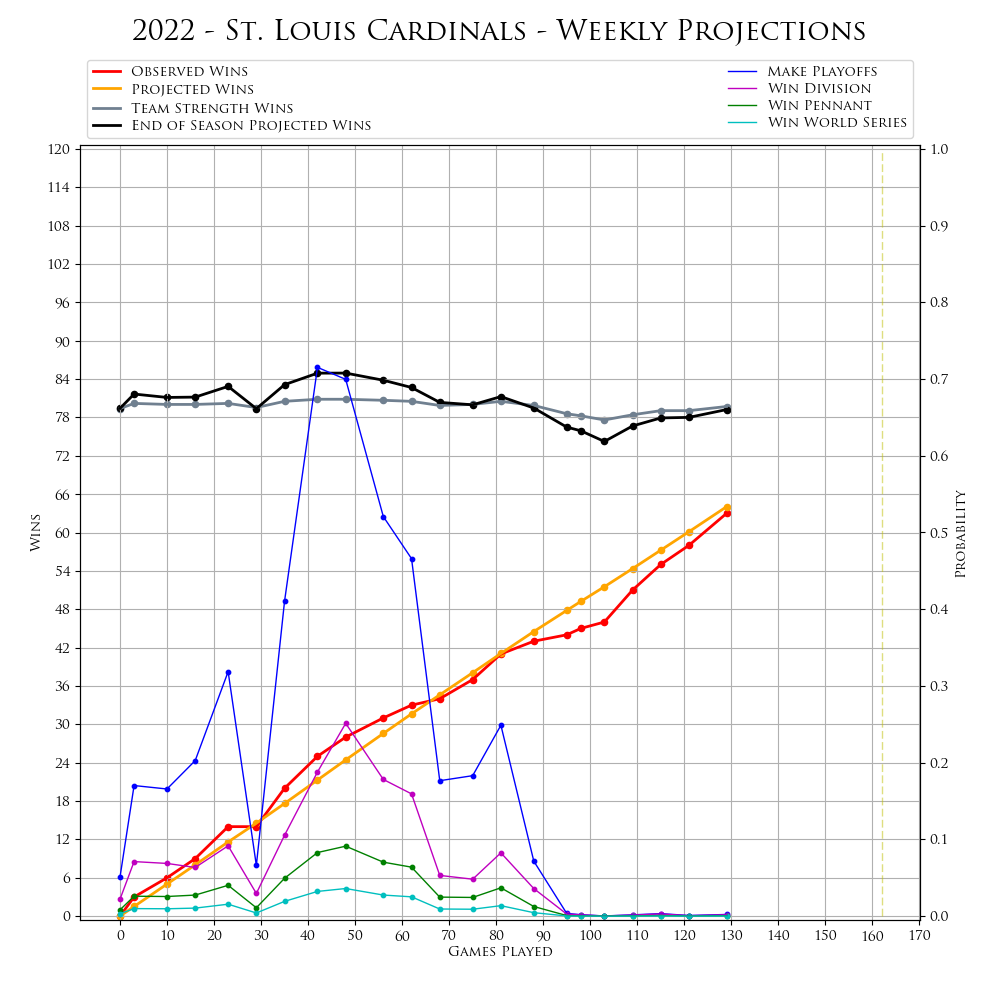 2022 - St. Louis Cardinals - Weekly Projections
Observed Wins
Projected Wins
Team Strength Wins
End of Season Projected Wins
Make Playoffs
Win Division
Win Pennant
Win World Series
120
114
108
102
96
90
84
78
72
66
60
54
48
42
36
30
24
18
12
6
0
Wins
1.0
0.9
0.8
0.7
0.6
0.5
0.4
0.3
0.2
0.1
0.0
Probability
0 10 20 30 40 50 60 70 80 90 100 110 120 130 140 150 160 170
Games Played